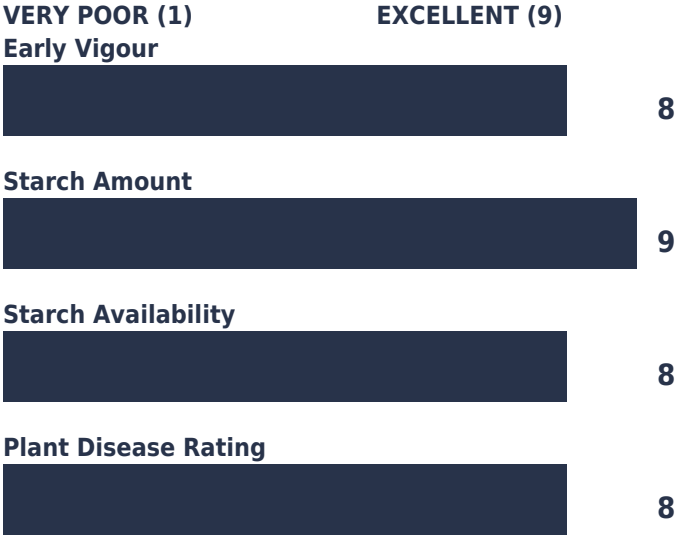 VERY POOR (1) EXCELLENT (9)
Early Vigour
8
Starch Amount
9
Starch Availability
8
Plant Disease Rating
8